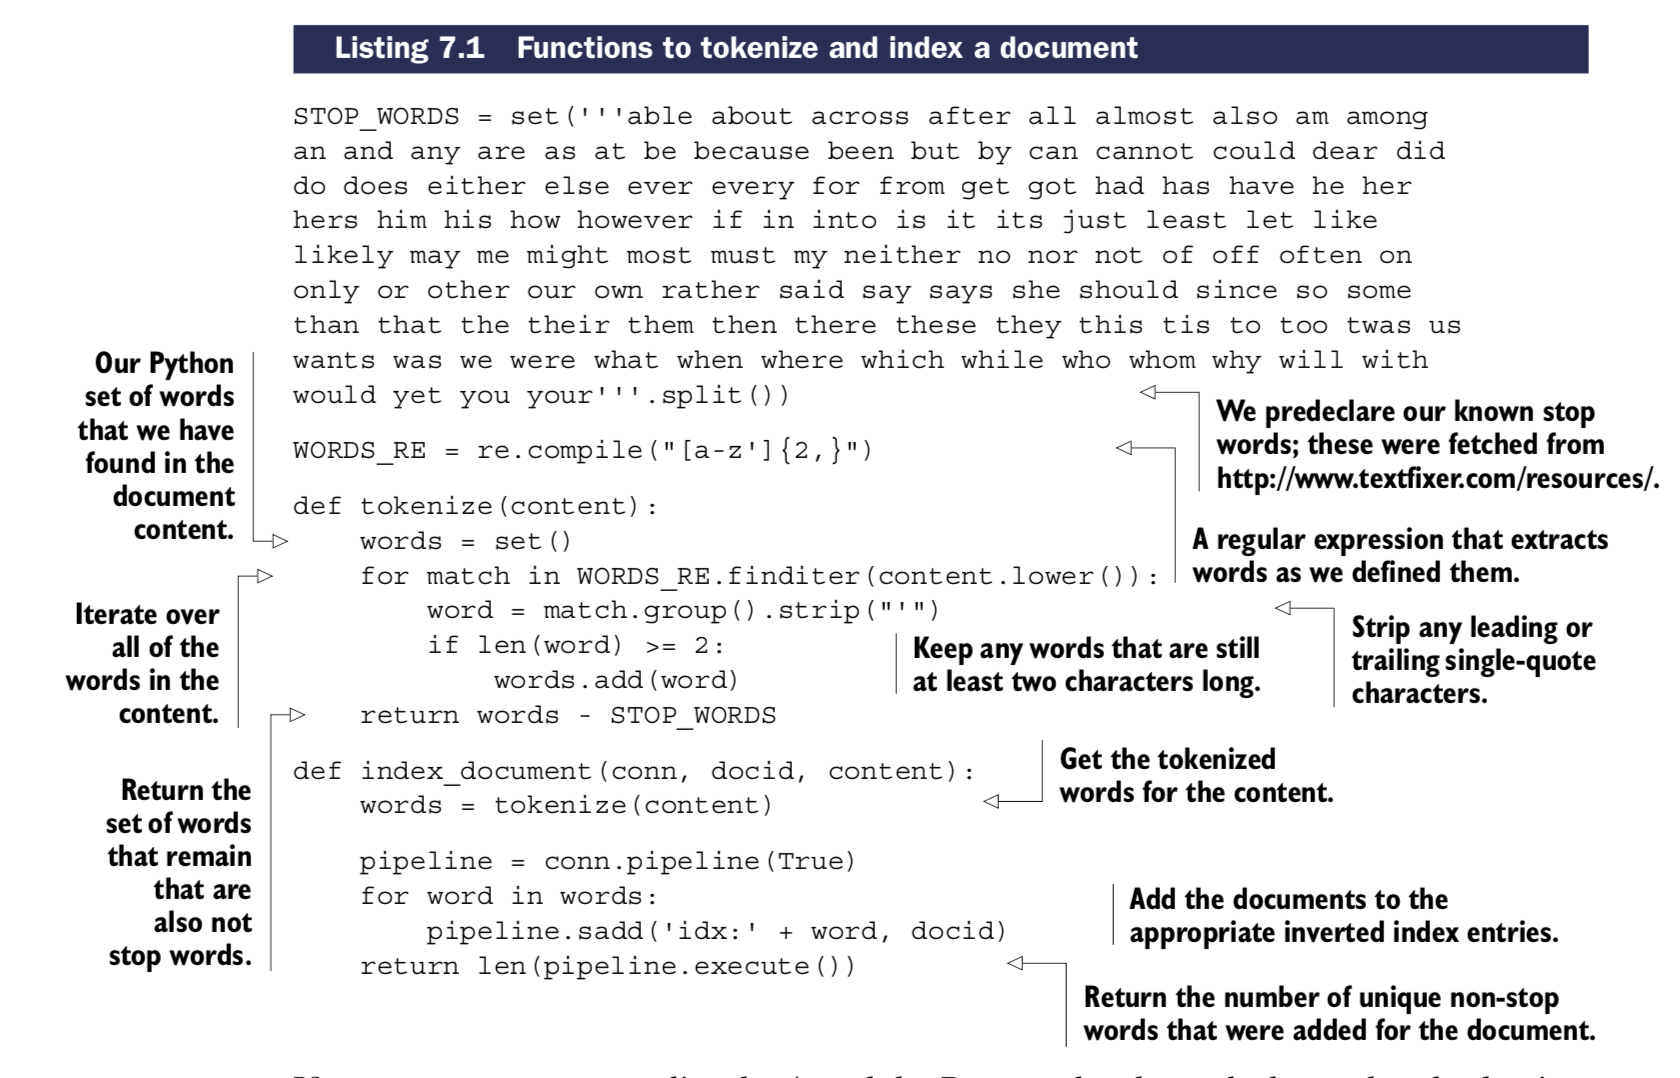 Listing 7.1 Functions to tokenize and index a document
STOP_WORDS = set('''able about across after all almost also am among
an and any are as at be because been but by can cannot could dear did
do does either else ever every for from get got had has have he her
hers him his how however if in into is it its just least let like
likely may me might most must my neither no nor not of off often on
only or other our own rather said say says she should since so some
than that the their them then there these they this tis to too twas us
wants was we were what when where which while who whom why will with
would yet you your'''.split())
We predeclare our known stop
words; these were fetched from
http://www.textfixer.com/resources/.
WORDS_RE = re.compile("[a-z']{2,}")
A regular expression that extracts
words as we defined them.
def tokenize(content):
Our Python
set of words
that we have
found in the
document
content.
    words = set()
Iterate over
all of the
words in the
content.
    for match in WORDS_RE.finditer(content.lower()):
        word = match.group().strip("'")
Strip any leading or
trailing single-quote
characters.
        if len(word) >= 2:
            words.add(word)
Keep any words that are still
at least two characters long.
    return words - STOP_WORDS
Return the
set of words
that remain
that are
also not
stop words.
def index_document(conn, docid, content):
    words = tokenize(content)
Get the tokenized
words for the content.
    pipeline = conn.pipeline(True)
    for word in words:
        pipeline.sadd('idx:' + word, docid)
Add the documents to the
appropriate inverted index entries.
    return len(pipeline.execute())
Return the number of unique non-stop
words that were added for the document.